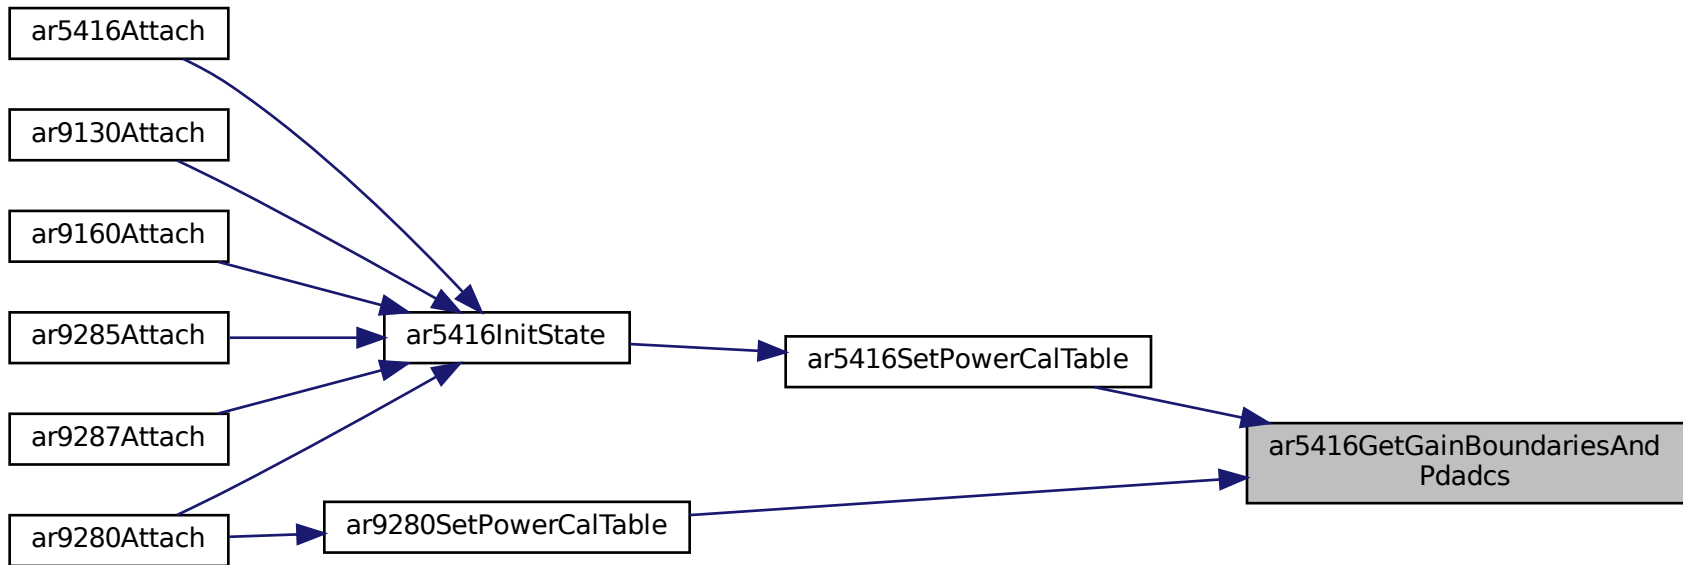 ar5416Attach
ar9130Attach
ar9160Attach
ar9285Attach
ar9287Attach
ar9280Attach
ar5416InitState
ar9280SetPowerCalTable
ar5416SetPowerCalTable
ar5416GetGainBoundariesAnd
Pdadcs